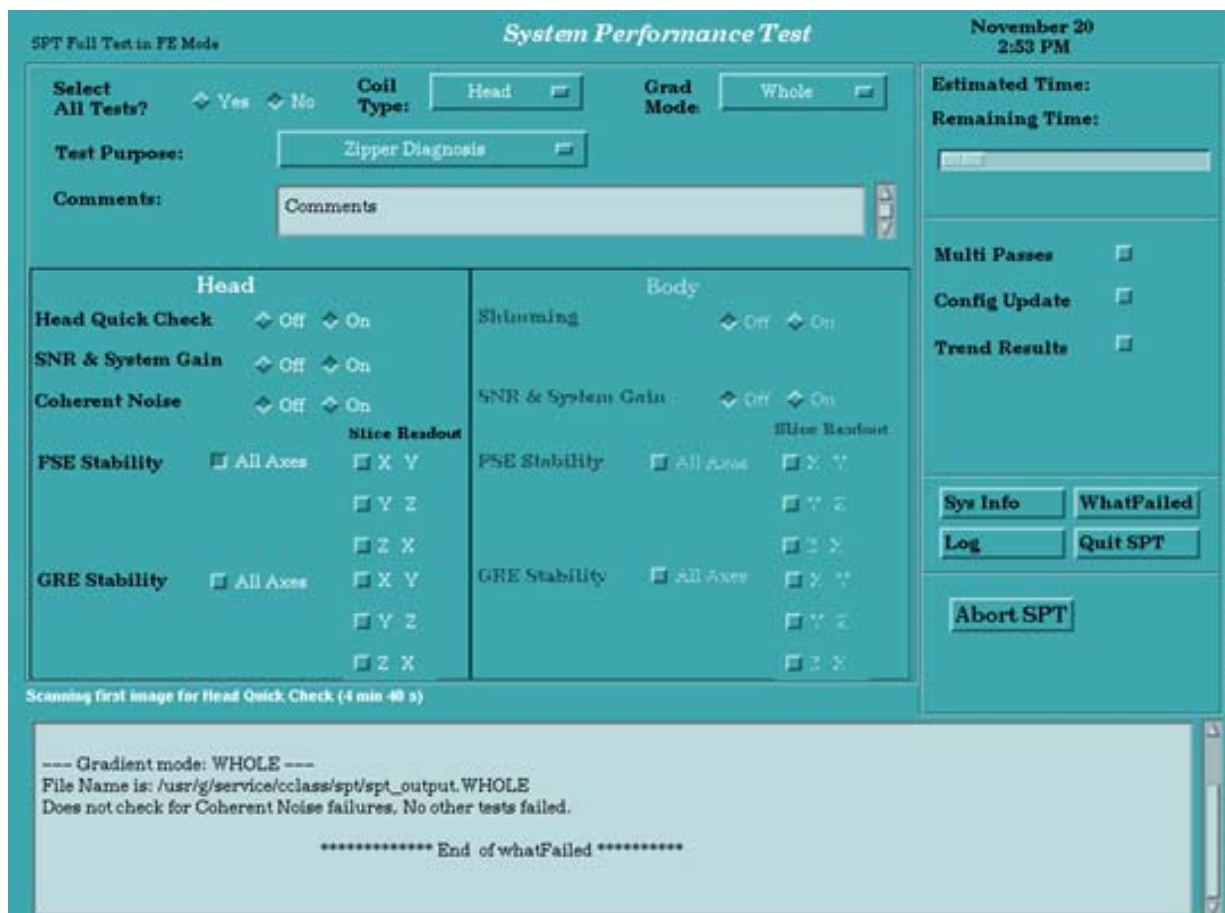 SPT Full Test in FE Mode
System Performance Test
November 20
2:53 PM
Select
All Tests?
Yes No
Coil
Type:
Head
Grad
Mode:
Whole
Test Purpose:
Zipper Diagnosis
Comments:
Comments
Estimated Time:
Remaining Time:
Multi Passes
Config Update
Trend Results
Head
Head Quick Check Off On
SNR & System Gain Off On
Coherent Noise Off On
Slice Readout
FSE Stability All Axes X Y
Y Z
Z X
GRE Stability All Axes X Y
Y Z
Z X
Body
Shimming Off On
SNR & System Gain Off On
Slice Readout
FSE Stability All Axes X Y
Y Z
Z X
GRE Stability All Axes X Y
Y Z
Z X
Sys Info WhatFailed
Log Quit SPT
Abort SPT
Scanning first image for Head Quick Check (4 min 40 s)
--- Gradient mode: WHOLE ---
File Name is: /usr/g/service/cclass/spt/spt_output.WHOLE
Does not check for Coherent Noise failures, No other tests failed.
************* End of whatFailed **********